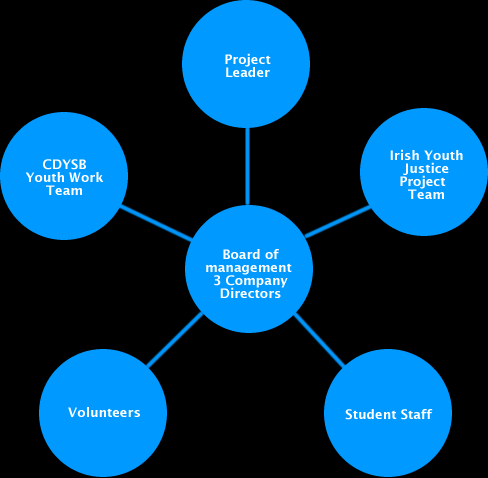 Project
Leader
CDYSB
Youth Work
Team
Irish Youth
Justice
Project
Team
Board of
management
3 Company
Directors
Volunteers
Student Staff